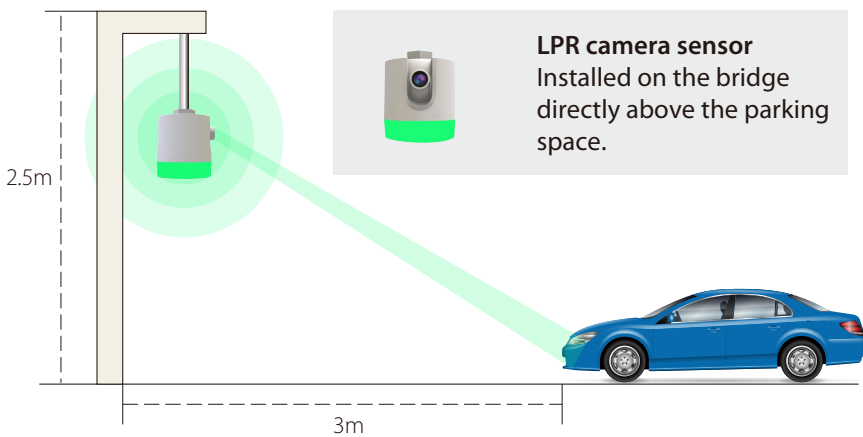 LPR camera sensor
Installed on the bridge
directly above the parking
space.
2.5m
3m